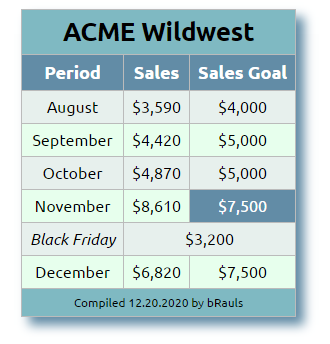 ACME Wildwest
Period Sales Sales Goal
August $3,590 $4,000
September $4,420 $5,000
October $4,870 $5,000
November $8,610 $7,500
Black Friday $3,200
December $6,820 $7,500
Compiled 12.20.2020 by bRauls